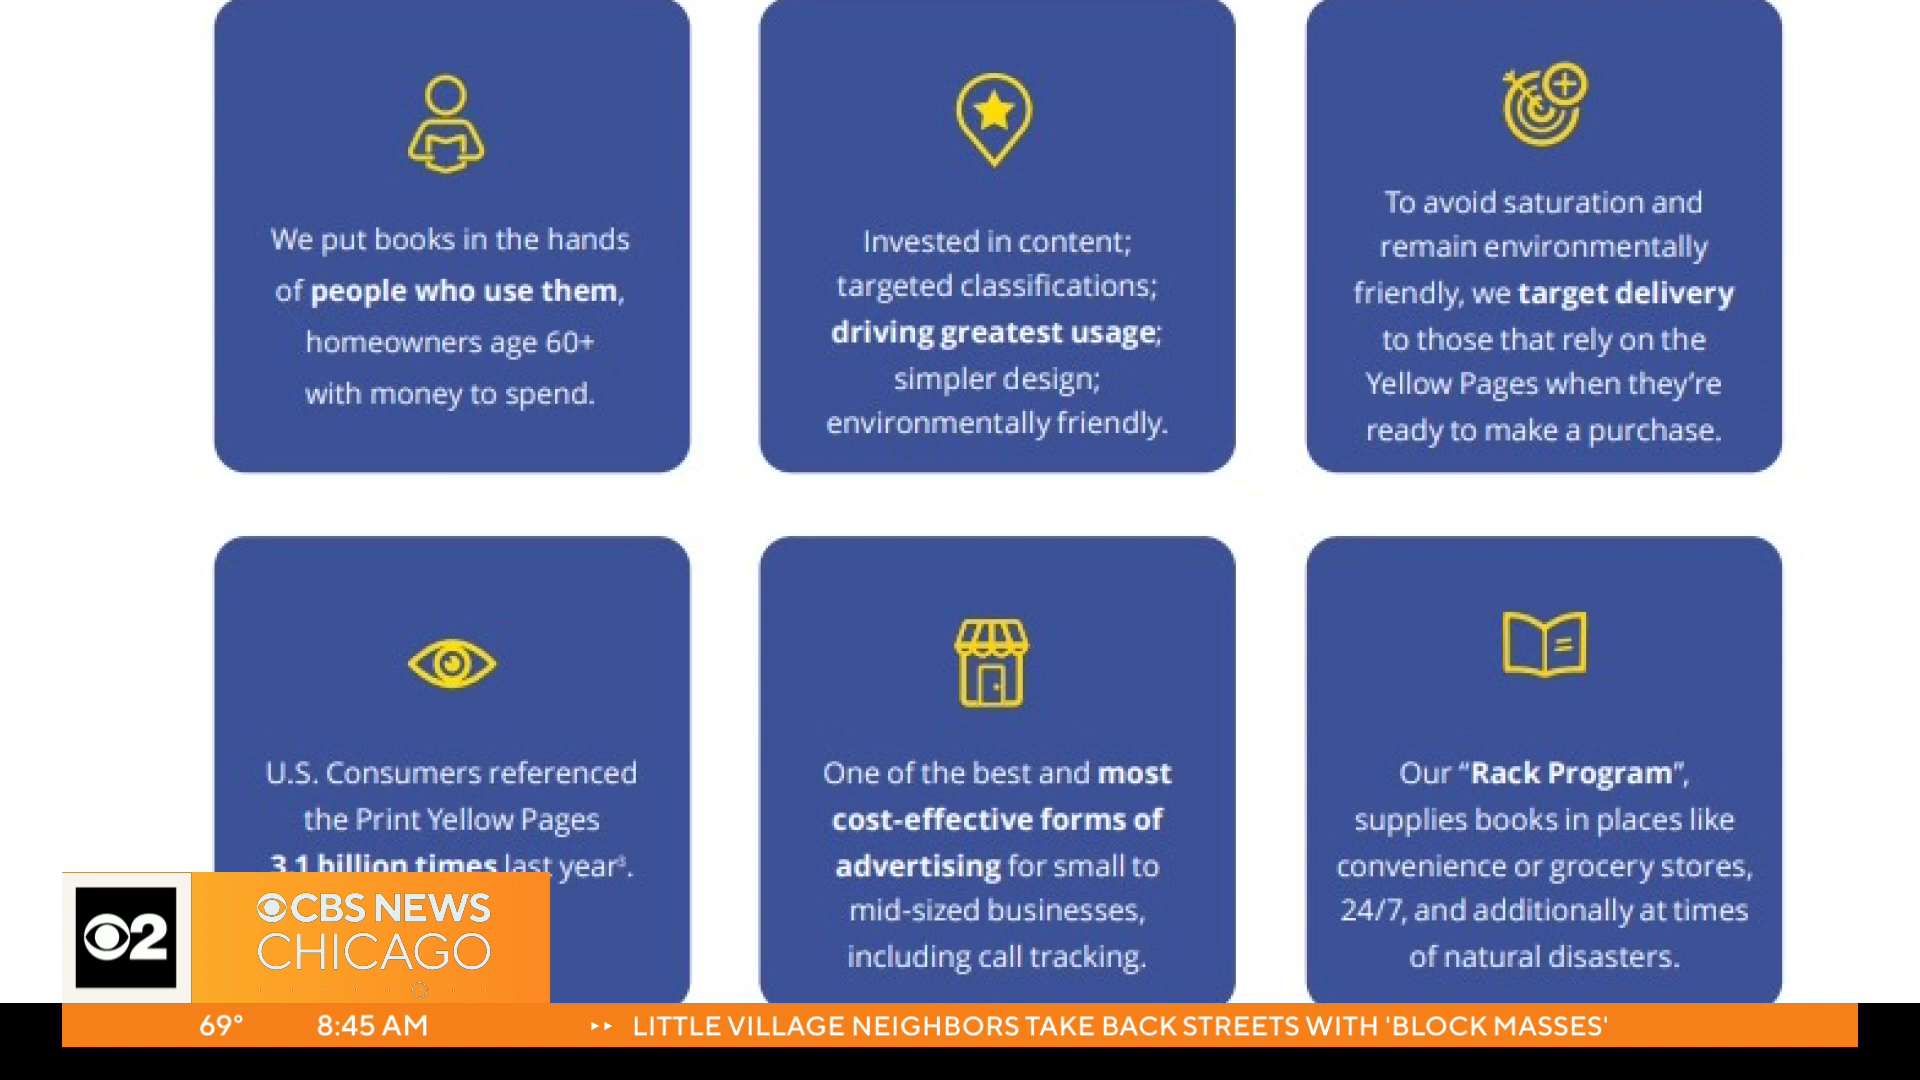 We put books in the hands
of people who use them,
homeowners age 60+
with money to spend.
Invested in content;
targeted classifications;
driving greatest usage;
simpler design;
environmentally friendly.
To avoid saturation and
remain environmentally
friendly, we target delivery
to those that rely on the
Yellow Pages when they're
ready to make a purchase.
U.S. Consumers referenced
the Print Yellow Pages
3.1 billion times last year³.
One of the best and most
cost-effective forms of
advertising for small to
mid-sized businesses,
including call tracking.
Our “Rack Program”,
supplies books in places like
convenience or grocery stores,
24/7, and additionally at times
of natural disasters.
2
CBS NEWS
CHICAGO
69° 8:45 AM LITTLE VILLAGE NEIGHBORS TAKE BACK STREETS WITH 'BLOCK MASSES'